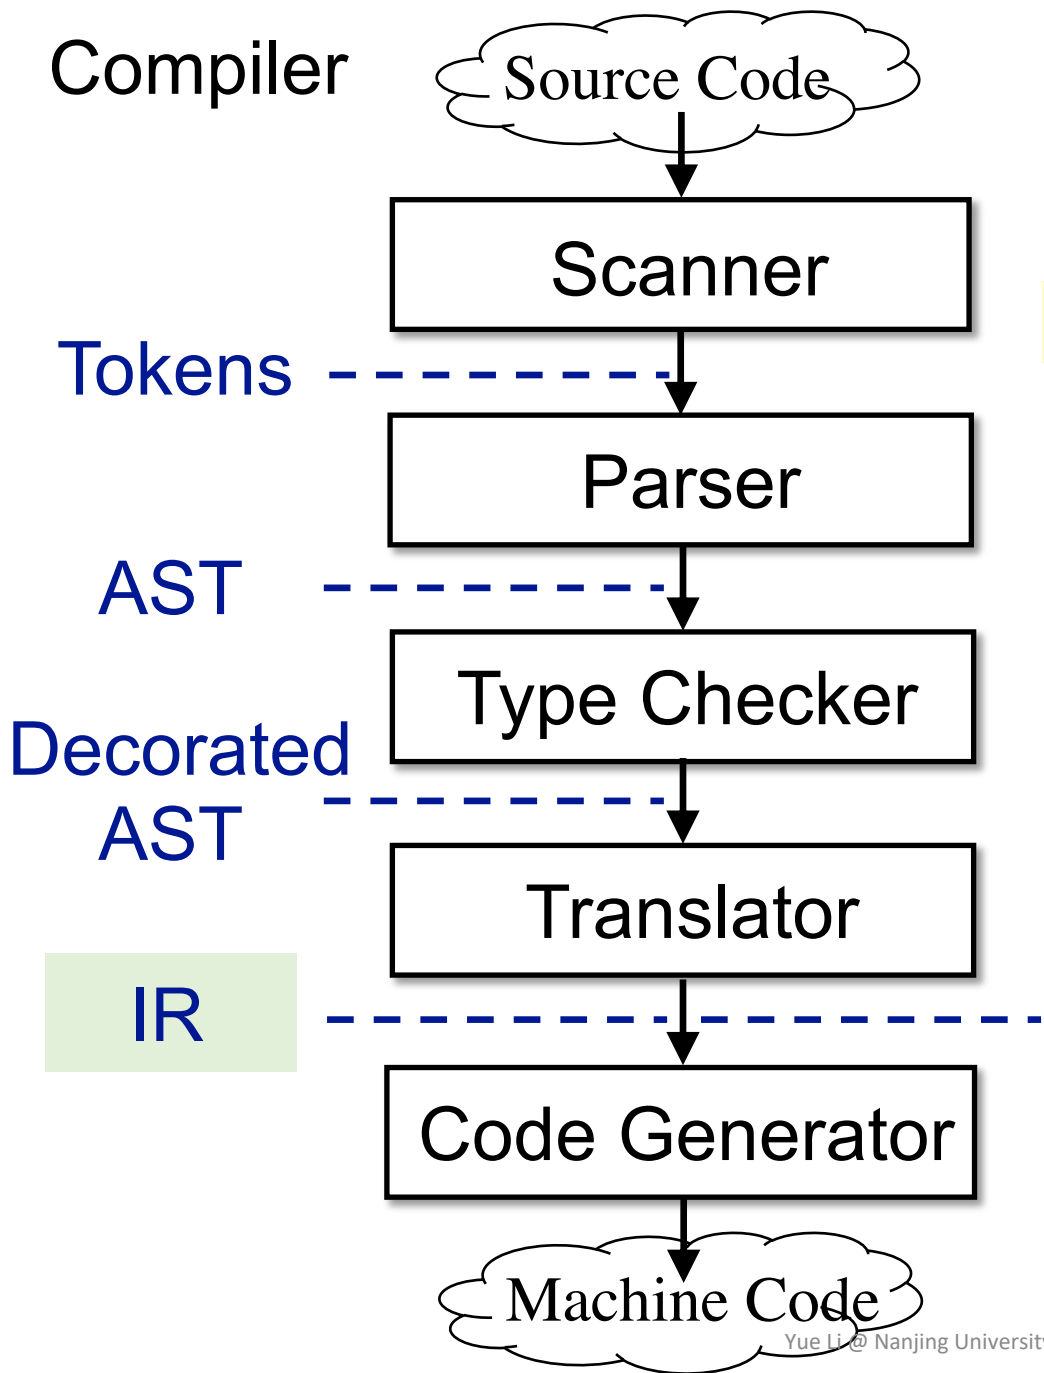 Compiler
Source Code
Scanner
Tokens
Parser
AST
Type Checker
Decorated
AST
Translator
IR
Code Generator
Machine Code
Yue Li @ Nanjing University